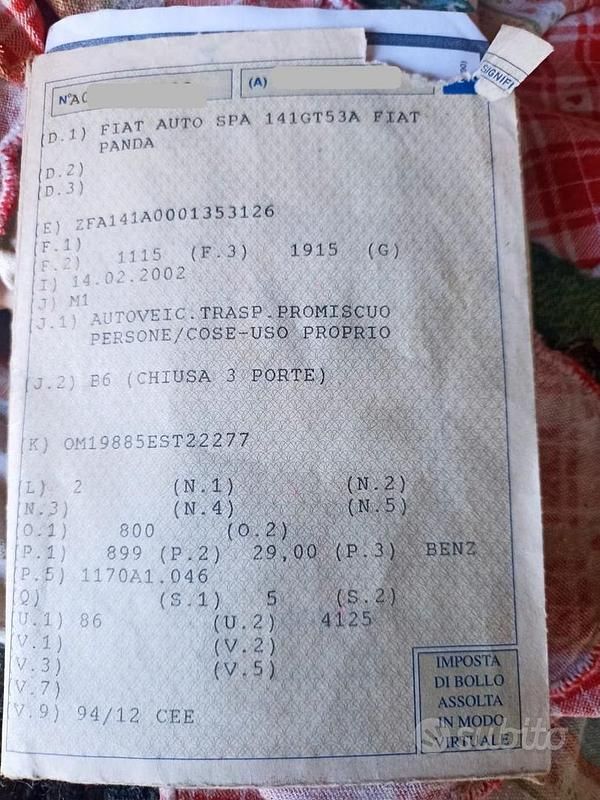 N°A0
(A)
SIGNIFI
(D.1) FIAT AUTO SPA 141GT53A FIAT
PANDA
(D.2)
(D.3)
(E) ZFA141A0001353126
(F.1)
(F.2) 1115 (F.3) 1915 (G)
(I) 14.02.2002
(J) M1
(J.1) AUTOVEIC.TRASP.PROMISCUO
PERSONE/COSE-USO PROPRIO
(J.2) B6 (CHIUSA 3 PORTE)
(K) OM19885EST22277
(L) 2 (N.1) (N.2)
(N.3) (N.4) (N.5)
(O.1) 800 (O.2)
(P.1) 899 (P.2) 29,00 (P.3) BENZ
(P.5) 1170A1.046
(Q) (S.1) 5 (S.2)
(U.1) 86 (U.2) 4125
(V.1) (V.2)
(V.3) (V.5)
(V.7)
(V.9) 94/12 CEE
IMPOSTA
DI BOLLO
ASSOLTA
IN MODO
VIRTUALE
subito